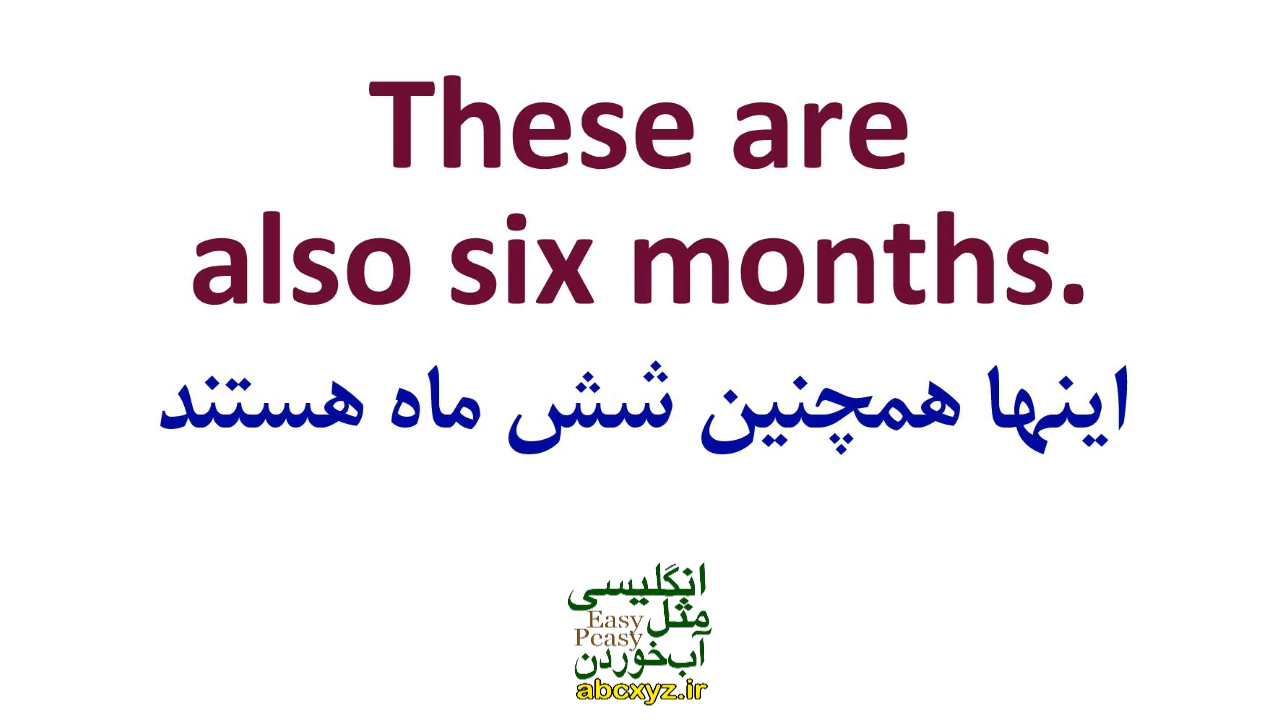 These are
also six months.
اینها همچنین شش ماه هستند
انگلیسی
مثل
Easy
Peasy
آب‌خوردن
abcxyz.ir